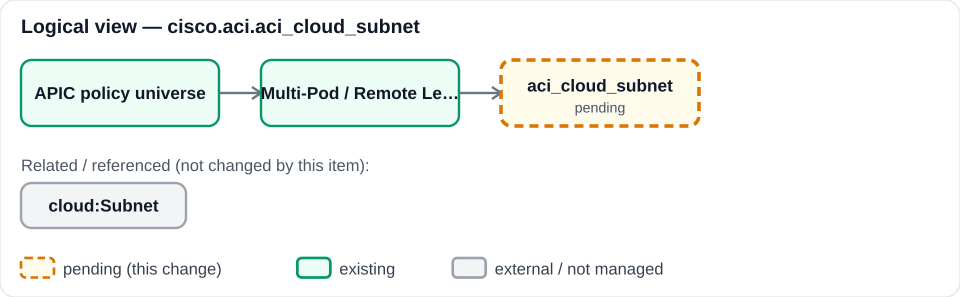 Logical view — cisco.aci.aci_cloud_subnet
APIC policy universe
Multi-Pod / Remote Le…
aci_cloud_subnet
pending
Related / referenced (not changed by this item):
cloud:Subnet
pending (this change)
existing
external / not managed